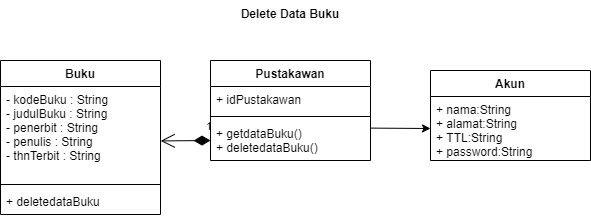 Delete Data Buku
Buku
- kodeBuku : String
- judulBuku : String
- penerbit : String
- penulis : String
- thnTerbit : String
+ deletedataBuku
1
Pustakawan
+ idPustakawan
+ getdataBuku()
+ deletedataBuku()
Akun
+ nama:String
+ alamat:String
+ TTL:String
+ password:String